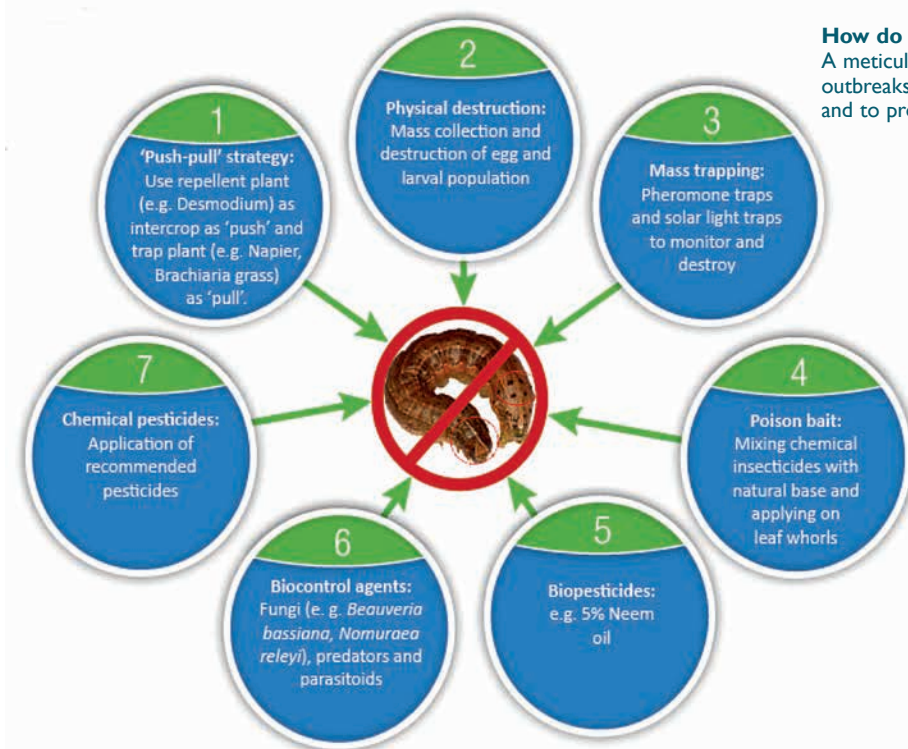 How do
A meticul
outbreaks
and to pre
1
'Push-pull' strategy:
Use repellent plant
(e.g. Desmodium) as
intercrop as 'push' and
trap plant (e.g. Napier,
Brachiaria grass)
as 'pull'.
2
Physical destruction:
Mass collection and
destruction of egg and
larval population
3
Mass trapping:
Pheromone traps
and solar light traps
to monitor and
destroy
4
Poison bait:
Mixing chemical
insecticides with
natural base and
applying on
leaf whorls
5
Biopesticides:
e.g. 5% Neem
oil
6
Biocontrol agents:
Fungi (e. g. Beauveria
bassiana, Nomuraea
releyi), predators and
parasitoids
7
Chemical pesticides:
Application of
recommended
pesticides